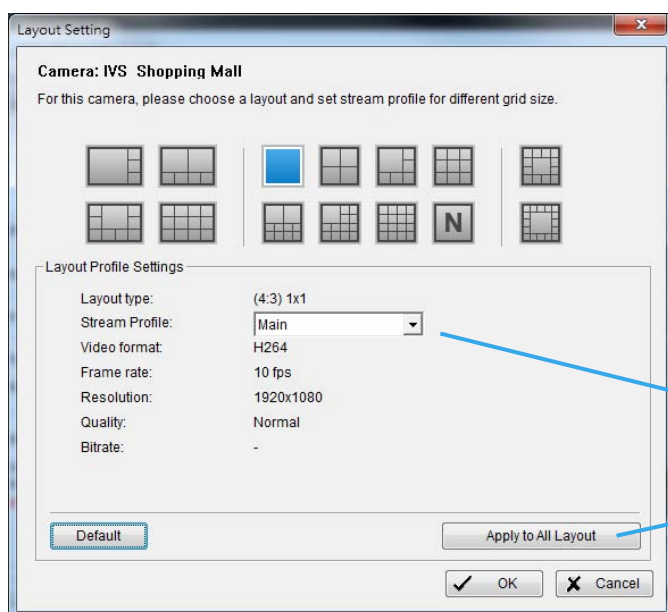 Layout Setting
Camera: IVS Shopping Mall
For this camera, please choose a layout and set stream profile for different grid size.
N
Layout Profile Settings
Layout type: (4:3) 1x1
Stream Profile: Main
Video format: H264
Frame rate: 10 fps
Resolution: 1920x1080
Quality: Normal
Bitrate: -
Default Apply to All Layout
OK Cancel